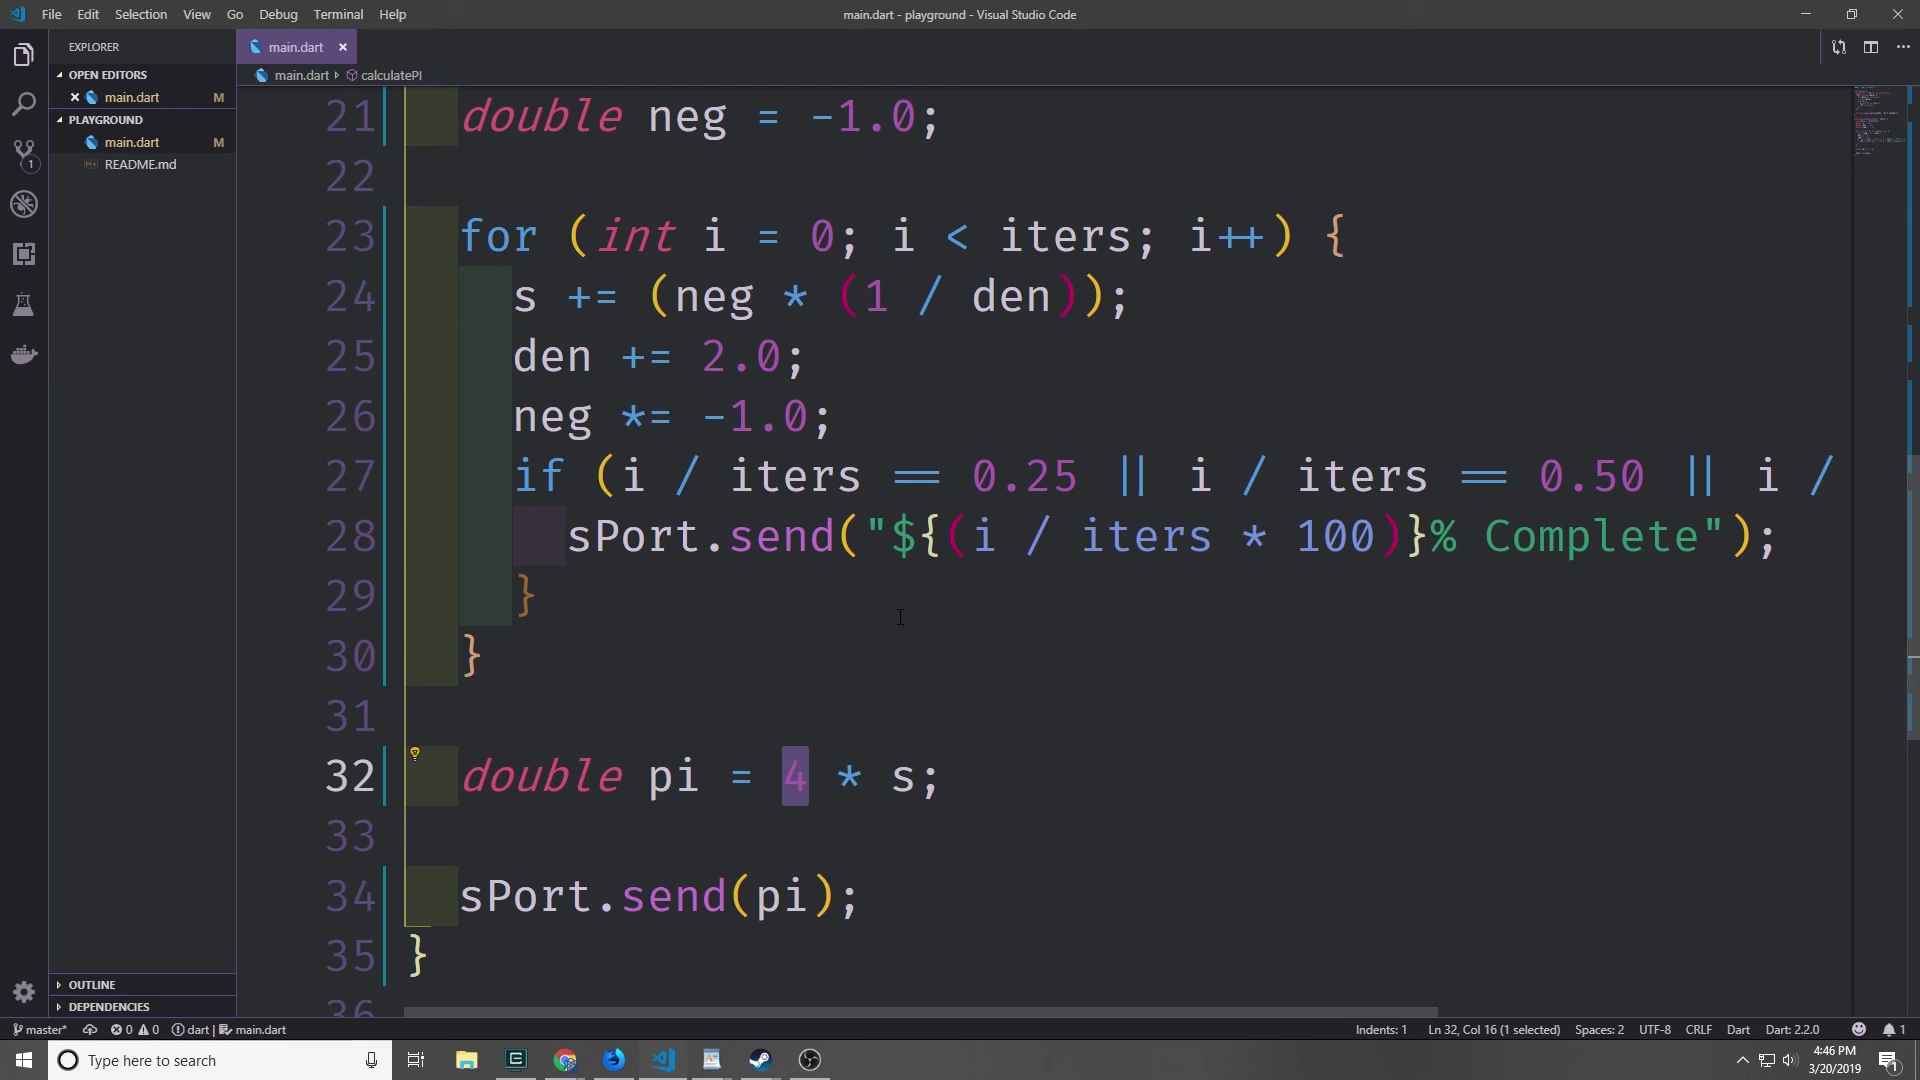 File Edit Selection View Go Debug Terminal Help
main.dart - playground - Visual Studio Code
EXPLORER
main.dart
OPEN EDITORS
main.dart calculatePI
main.dart M
PLAYGROUND
main.dart M
README.md
1
21 double neg = -1.0;
22
23 for (int i = 0; i < iters; i++) {
24 s += (neg * (1 / den));
25 den += 2.0;
26 neg *= -1.0;
27 if (i / iters == 0.25 || i / iters == 0.50 || i /
28 sPort.send("${(i / iters * 100)}% Complete");
29 }
30 }
31
32 double pi = 4 * s;
33
34 sPort.send(pi);
35 }
36
OUTLINE
DEPENDENCIES
master* 0 0 dart | main.dart Indents: 1 Ln 32, Col 16 (1 selected) Spaces: 2 UTF-8 CRLF Dart Dart: 2.2.0 1
Type here to search
4:46 PM
3/20/2019
1